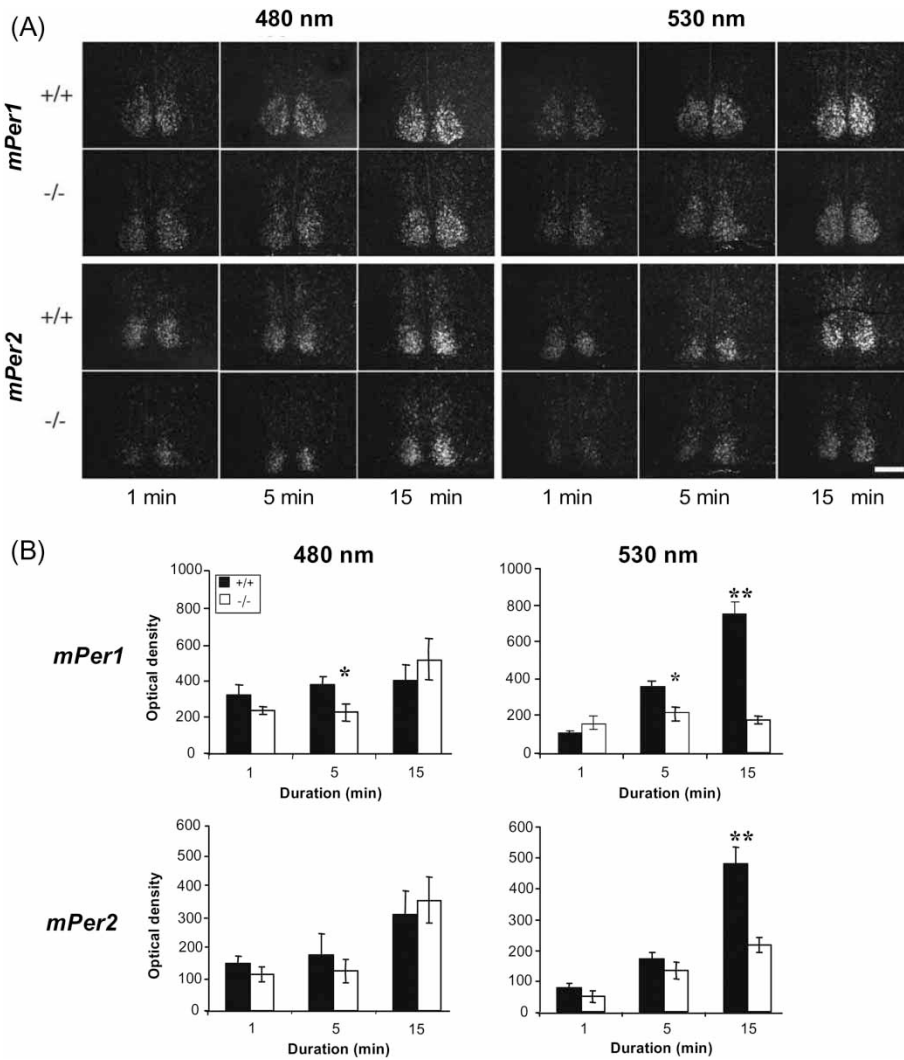 (A)
480 nm 530 nm
mPer1
+/+
-/-
mPer2
+/+
-/-
1 min 5 min 15 min 1 min 5 min 15 min
(B)
480 nm
mPer1
Optical density
1000
800
600
400
200
0
+/+
-/-
*
1 5 15
Duration (min)
530 nm
1000
800
600
400
200
0
*
**
1 5 15
Duration (min)
mPer2
Optical density
600
500
400
300
200
100
0
1 5 15
Duration (min)
600
500
400
300
200
100
0
**
1 5 15
Duration (min)